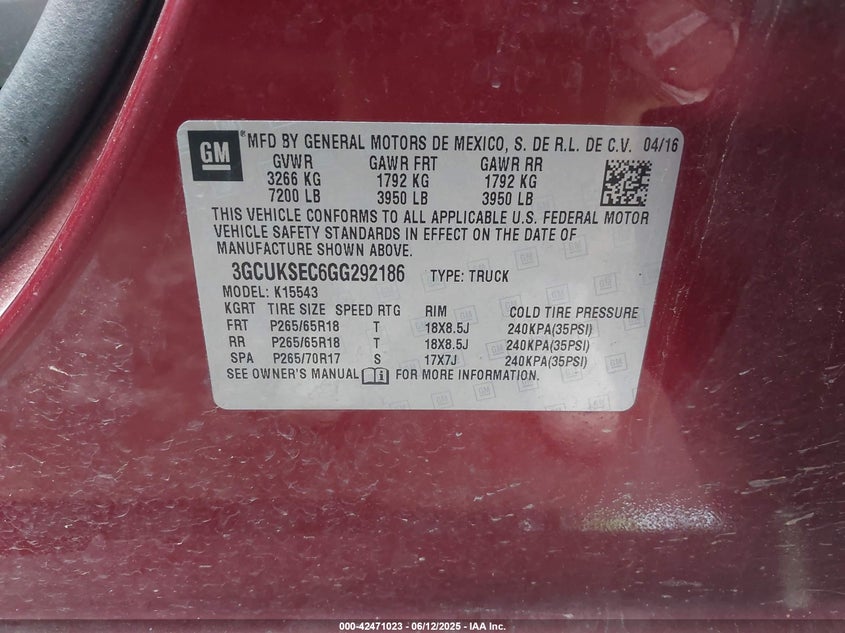 GM ® MFD BY GENERAL MOTORS DE MEXICO, S. DE R.L. DE C.V. 04/16
GVWR GAWR FRT GAWR RR
3266 KG 1792 KG 1792 KG
7200 LB 3950 LB 3950 LB
THIS VEHICLE CONFORMS TO ALL APPLICABLE U.S. FEDERAL MOTOR
VEHICLE SAFETY STANDARDS IN EFFECT ON THE DATE OF
MANUFACTURE SHOWN ABOVE.
3GCUKSEC6GG292186 TYPE: TRUCK
MODEL: K15543
KGRT TIRE SIZE SPEED RTG RIM COLD TIRE PRESSURE
FRT P265/65R18 T 18X8.5J 240KPA(35PSI)
RR P265/65R18 T 18X8.5J 240KPA(35PSI)
SPA P265/70R17 S 17X7J 240KPA(35PSI)
SEE OWNER'S MANUAL FOR MORE INFORMATION.
000-42471023 - 06/12/2025 - IAA Inc.